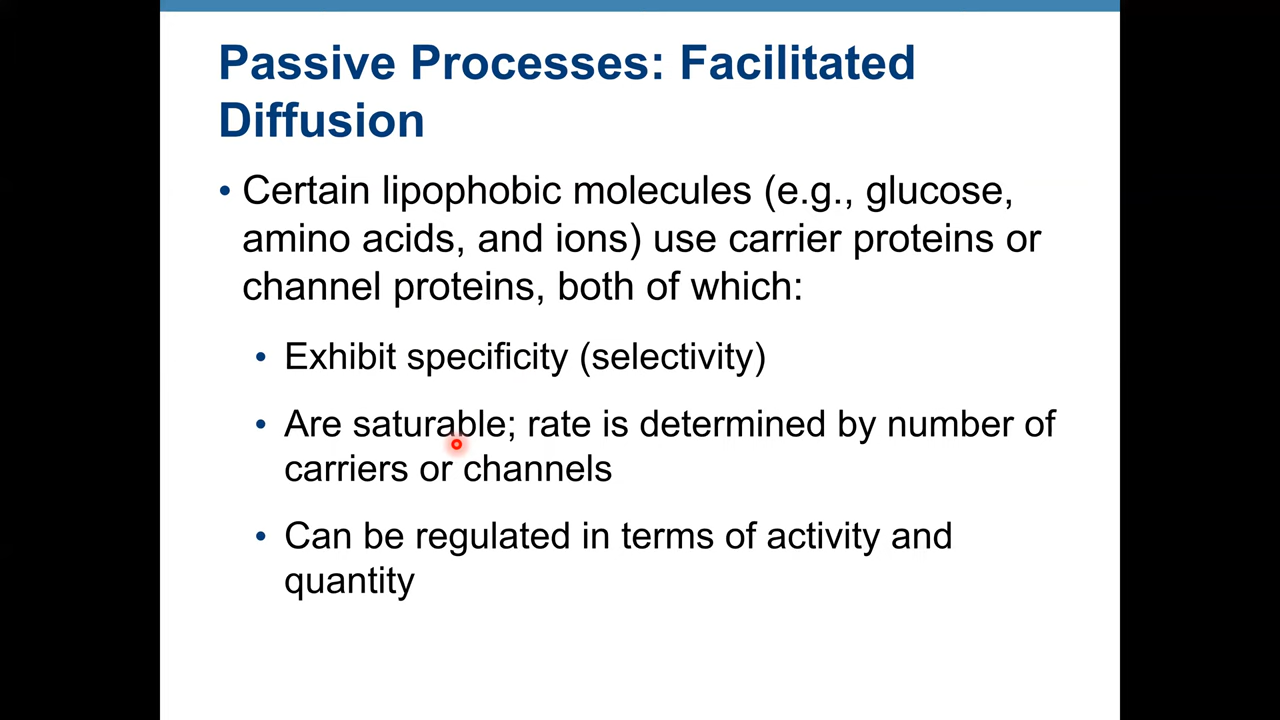 Passive Processes: Facilitated
Diffusion
• Certain lipophobic molecules (e.g., glucose,
amino acids, and ions) use carrier proteins or
channel proteins, both of which:
• Exhibit specificity (selectivity)
• Are saturable; rate is determined by number of
carriers or channels
• Can be regulated in terms of activity and
quantity